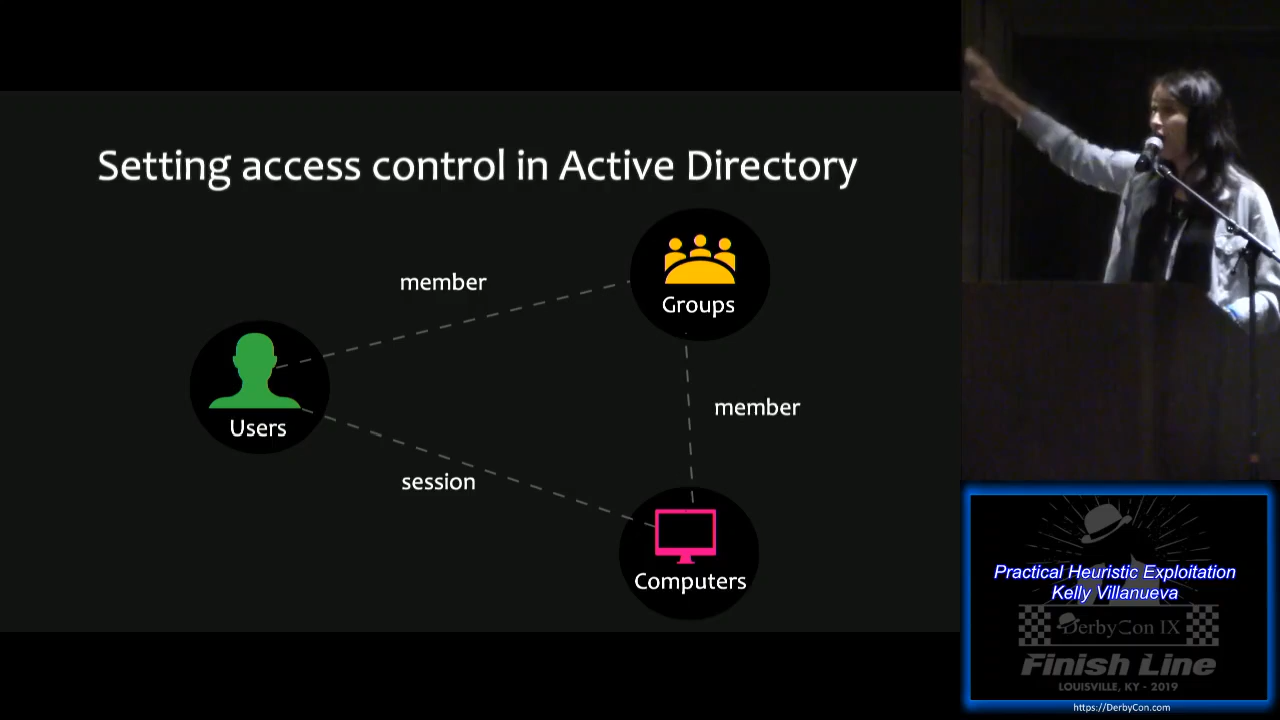 Setting access control in Active Directory
member
Groups
Users
member
session
Computers
Practical Heuristic Exploitation
Kelly Villanueva
DerbyCon IX
Finish Line
LOUISVILLE, KY - 2019
https://DerbyCon.com